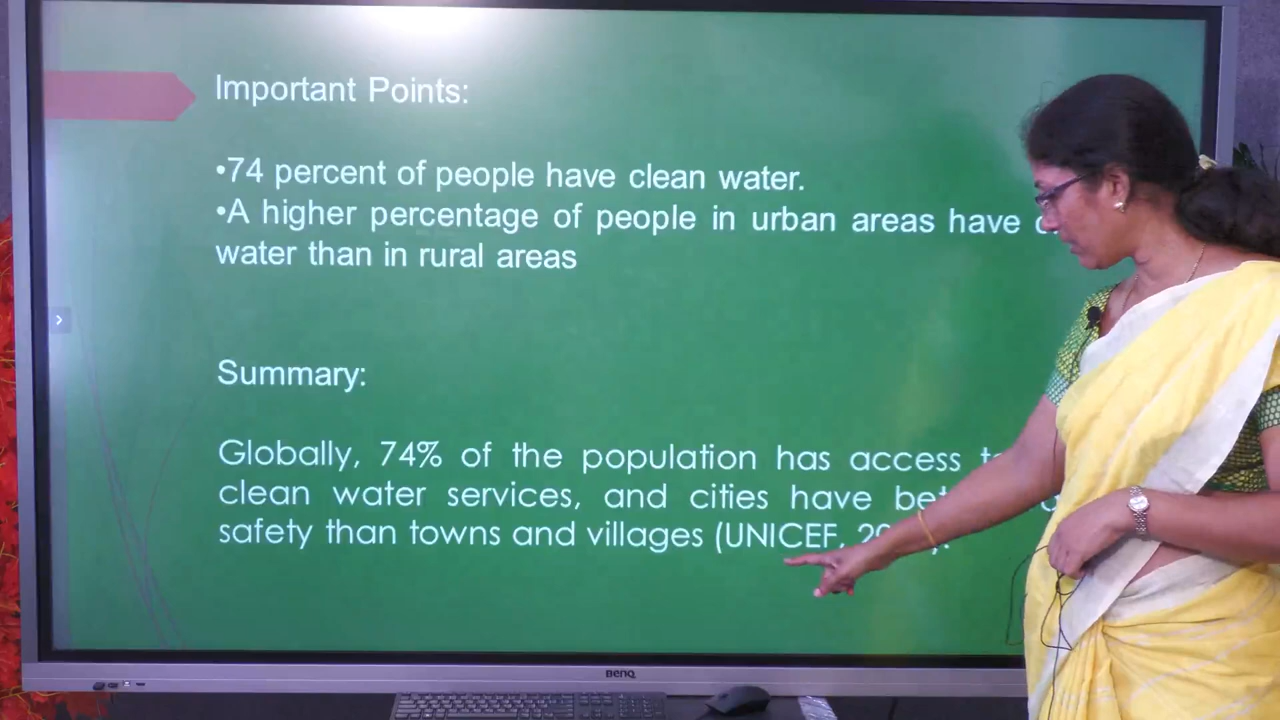 Important Points:
•74 percent of people have clean water.
•A higher percentage of people in urban areas have
water than in rural areas
Summary:
Globally, 74% of the population has access
clean water services, and cities have
safety than towns and villages (UNICEF,
BenQ